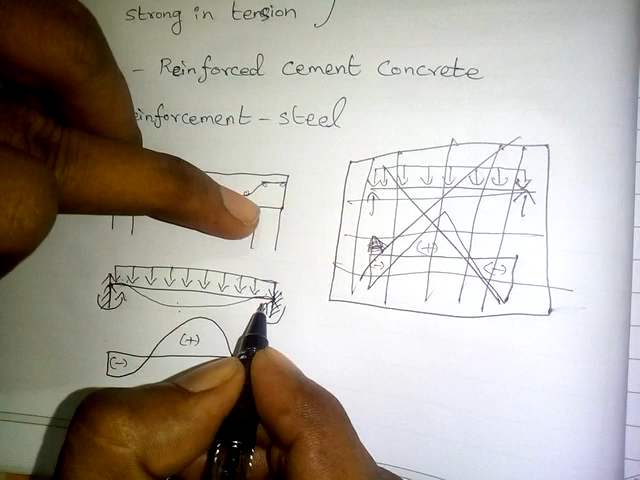 strong in tension
- Reinforced cement concrete
einforcement - steel
(+)
(-)
(-)
(+)
(-)